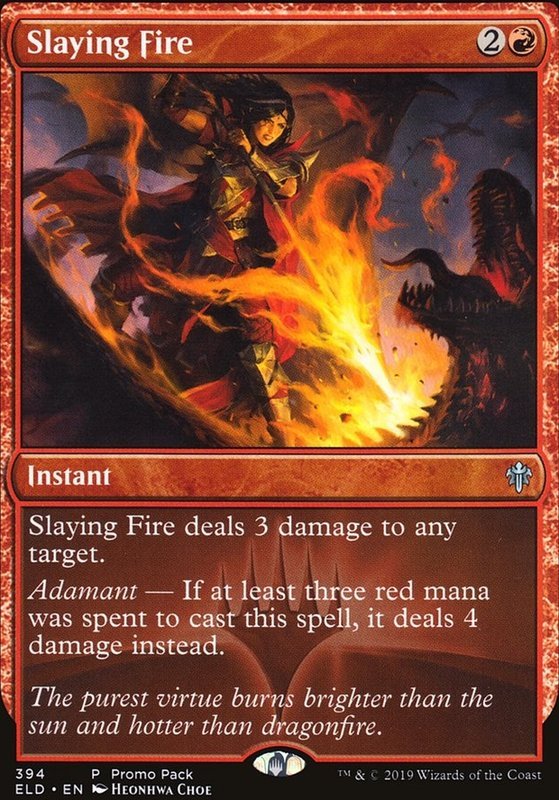 Slaying Fire 2
Instant
Slaying Fire deals 3 damage to any
target.
Adamant — If at least three red mana
was spent to cast this spell, it deals 4
damage instead.
The purest virtue burns brighter than the
sun and hotter than dragonfire.
394 P Promo Pack
ELD • EN Heonhwa Choe
™ & © 2019 Wizards of the Coast